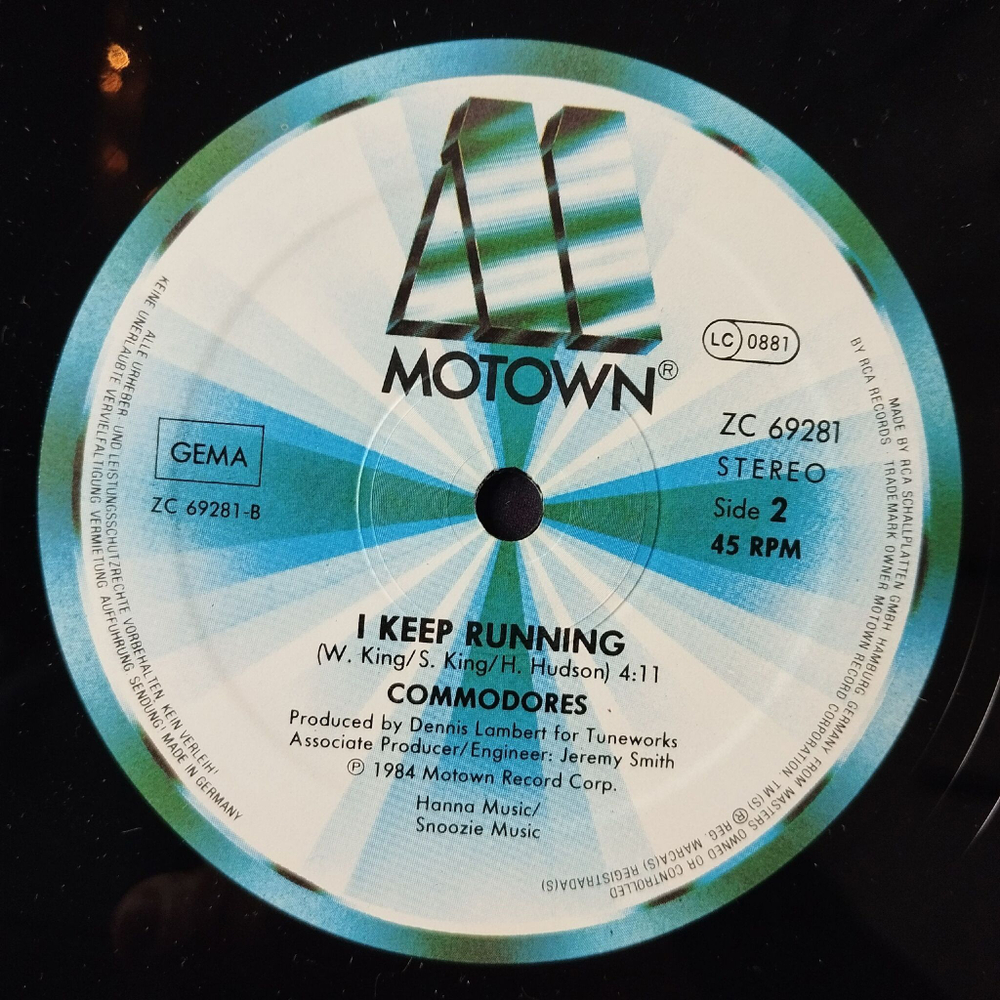 MOTOWN®
LC 0881
ZC 69281
STEREO
Side 2
45 RPM
GEMA
ZC 69281-B
I KEEP RUNNING
(W. King/S. King/H. Hudson) 4:11
COMMODORES
Produced by Dennis Lambert for Tuneworks
Associate Producer/Engineer: Jeremy Smith
℗ 1984 Motown Record Corp.
Hanna Music/
Snoozie Music
ALLE URHEBER UND LEISTUNGSSCHUTZRECHTE VORBEHALTEN. KEIN VERLEIH!
KEINE UNERLAUBTE VERVIELFÄLTIGUNG VERMIETUNG AUFFÜHRUNG SENDUNG! MADE IN GERMANY
MADE BY RCA SCHALLPLATTEN GMBH HAMBURG GERMANY FROM MASTERS OWNED OR CONTROLLED
BY RCA RECORDS TRADEMARK OWNER MOTOWN RECORD CORPORATION. TM(S) ® REG. MARCA(S) REGISTRADA(S)